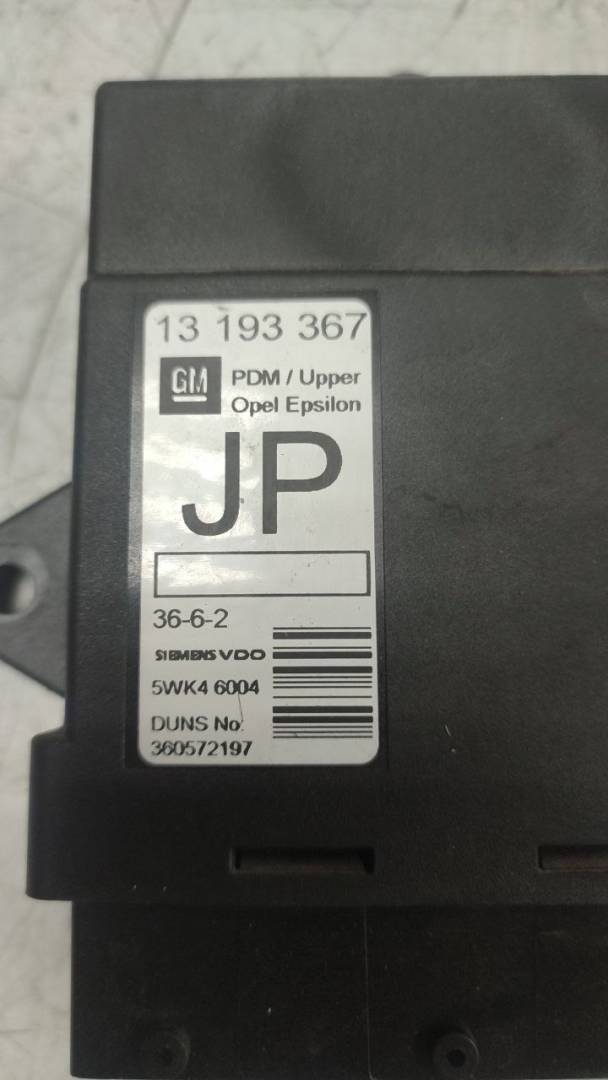 13 193 367
GM
PDM / Upper
Opel Epsilon
JP
36-6-2
SIEMENS VDO
5WK4 6004
DUNS No:
360572197